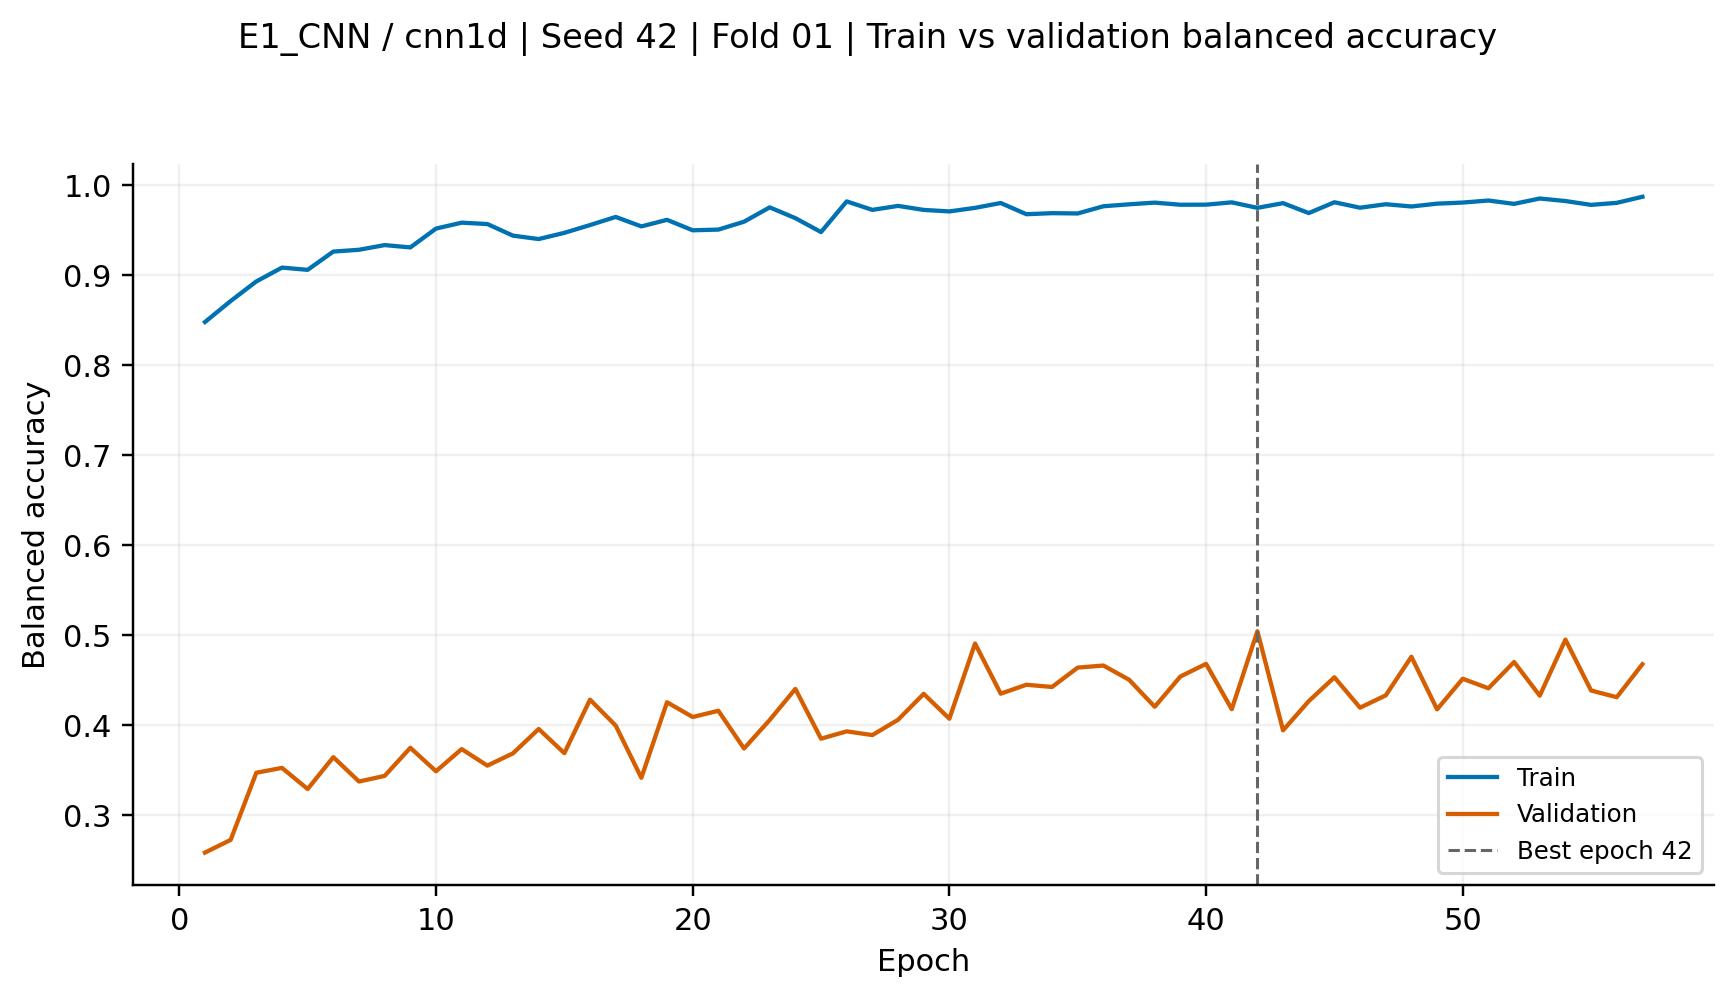 E1_CNN / cnn1d | Seed 42 | Fold 01 | Train vs validation balanced accuracy
Balanced accuracy
1.0
0.9
0.8
0.7
0.6
0.5
0.4
0.3
Train
Validation
Best epoch 42
0 10 20 30 40 50
Epoch